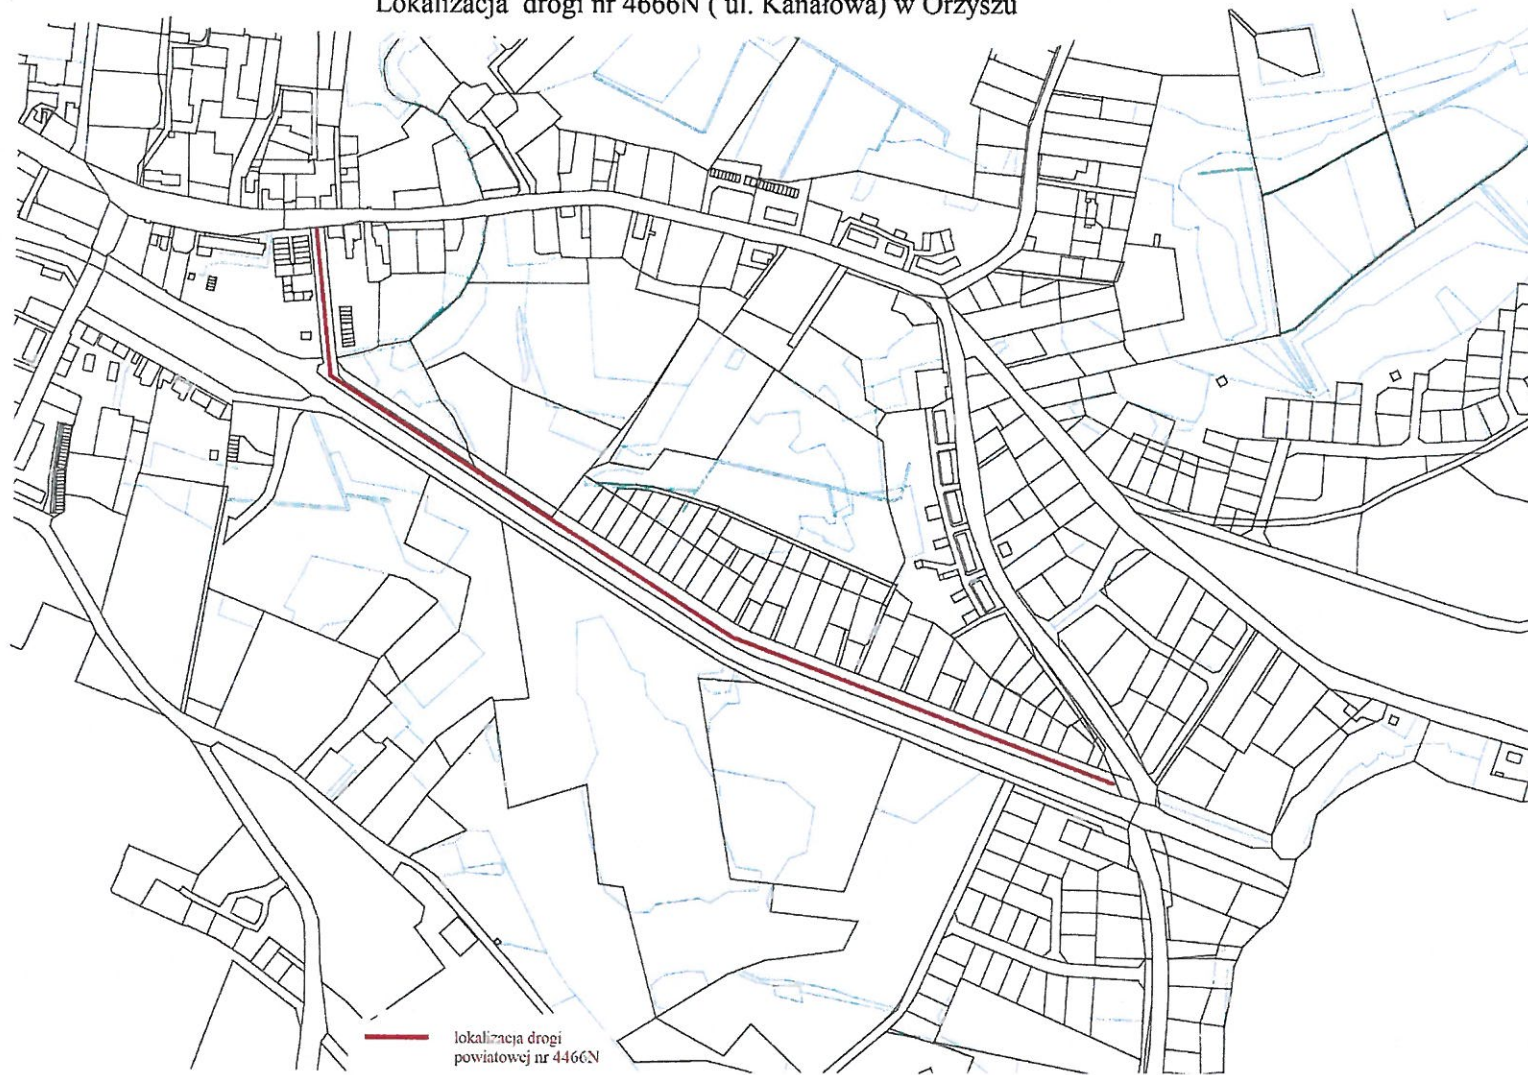 Lokalizacja drogi nr 4666N ( ul. Kanałowa) w Orzyszu
lokalizacja drogi
powiatowej nr 4466N